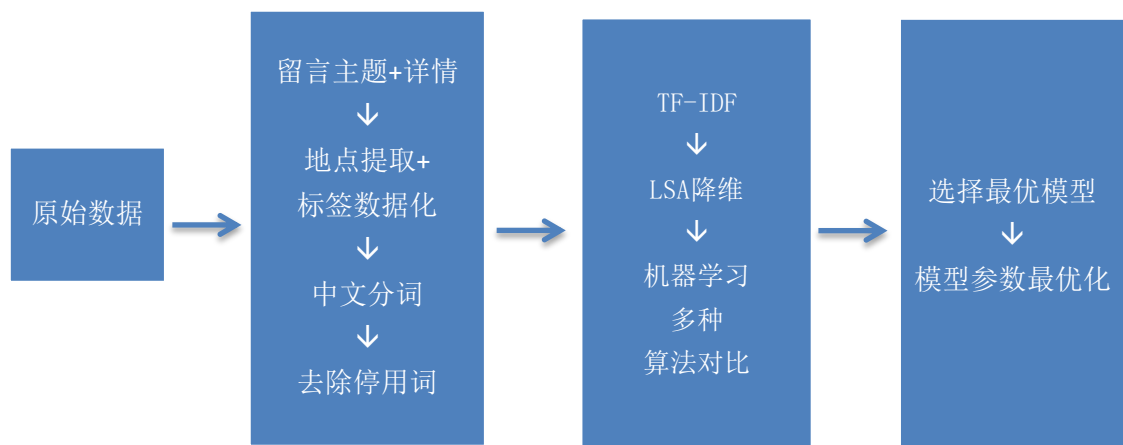 原始数据
留言主题+详情
地点提取+
标签数据化
中文分词
去除停用词
TF-IDF
LSA降维
机器学习
多种
算法对比
选择最优模型
模型参数最优化